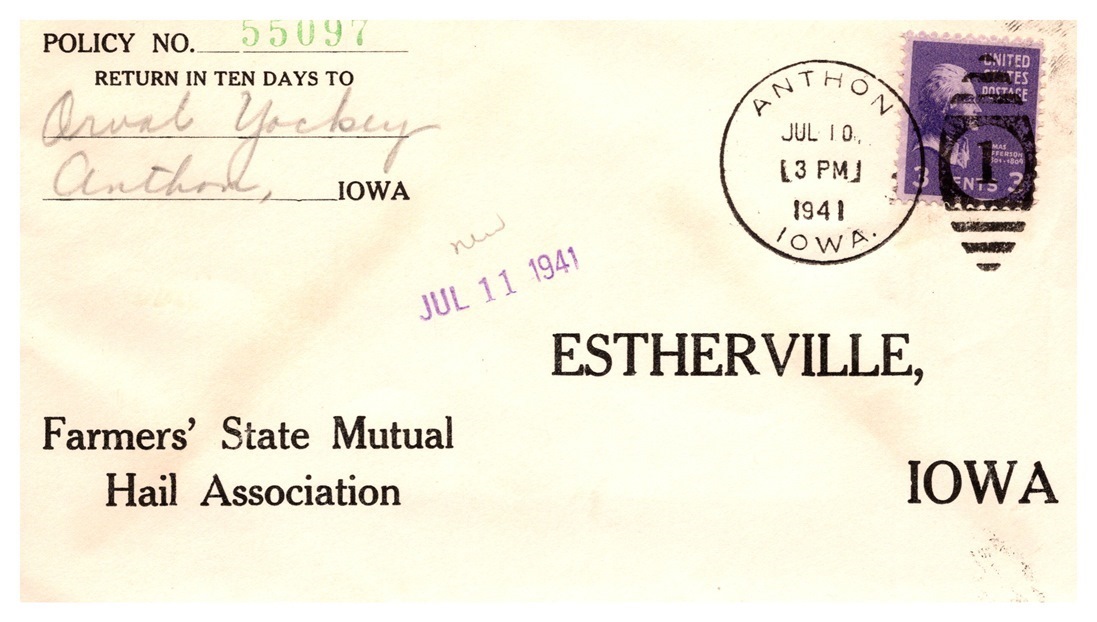 POLICY NO. 55097
RETURN IN TEN DAYS TO
Orval Yockey
Anthon, IOWA
ANTHON
JUL 10,
3 PM
1941
IOWA.
UNITED
STATES
POSTAGE
1
3 CENTS 3
new
JUL 11 1941
ESTHERVILLE,
IOWA
Farmers' State Mutual
Hail Association